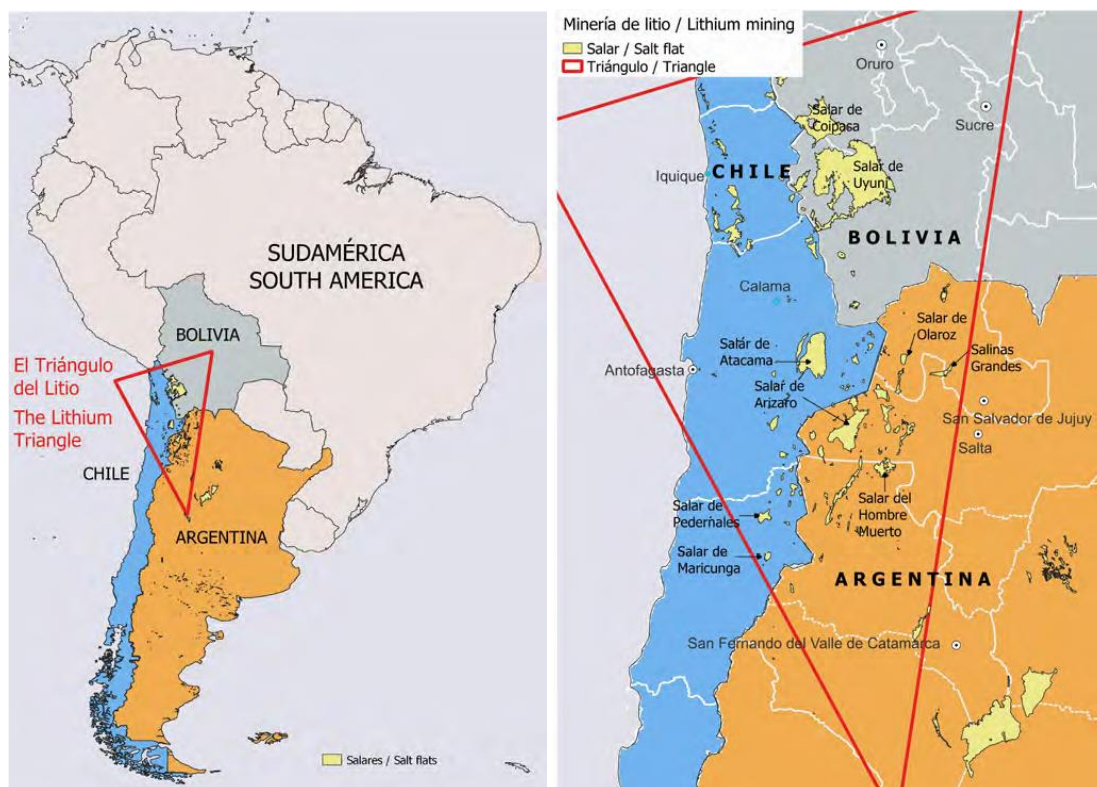 SUDAMÉRICA
SOUTH AMERICA
BOLIVIA
El Triángulo
del Litio
The Lithium
Triangle
CHILE
ARGENTINA
Salares / Salt flats
Minería de litio / Lithium mining
Salar / Salt flat
Triángulo / Triangle
Oruro
Salar de
Coipasa
Sucre
Iquique
CHILE
Salar de
Uyuni
BOLIVIA
Calama
Salar de
Olaroz
Salar de
Atacama
Salinas
Grandes
Antofagasta
Salar de
Arizaro
San Salvador de Jujuy
Salta
Salar del
Hombre
Muerto
Salar de
Pedernales
Salar de
Maricunga
ARGENTINA
San Fernando del Valle de Catamarca